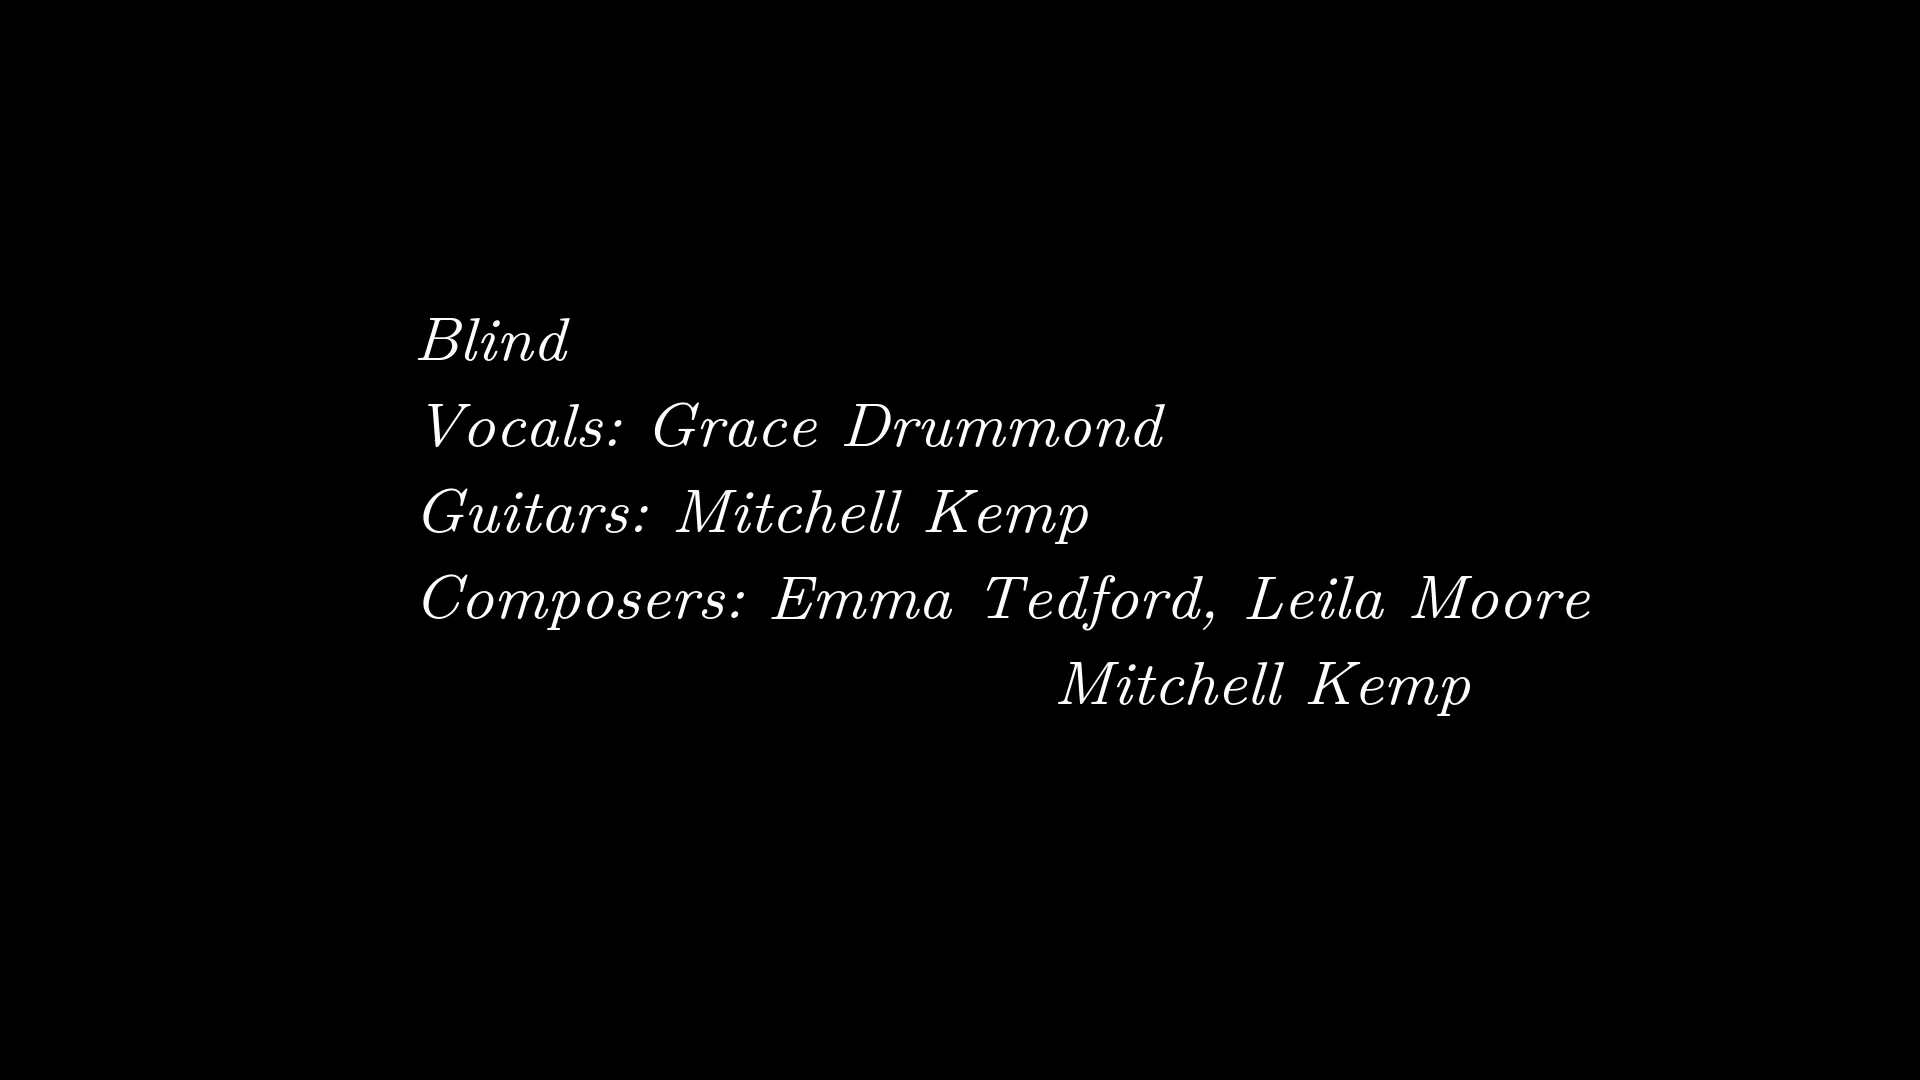 Blind
Vocals: Grace Drummond
Guitars: Mitchell Kemp
Composers: Emma Tedford, Leila Moore
Mitchell Kemp